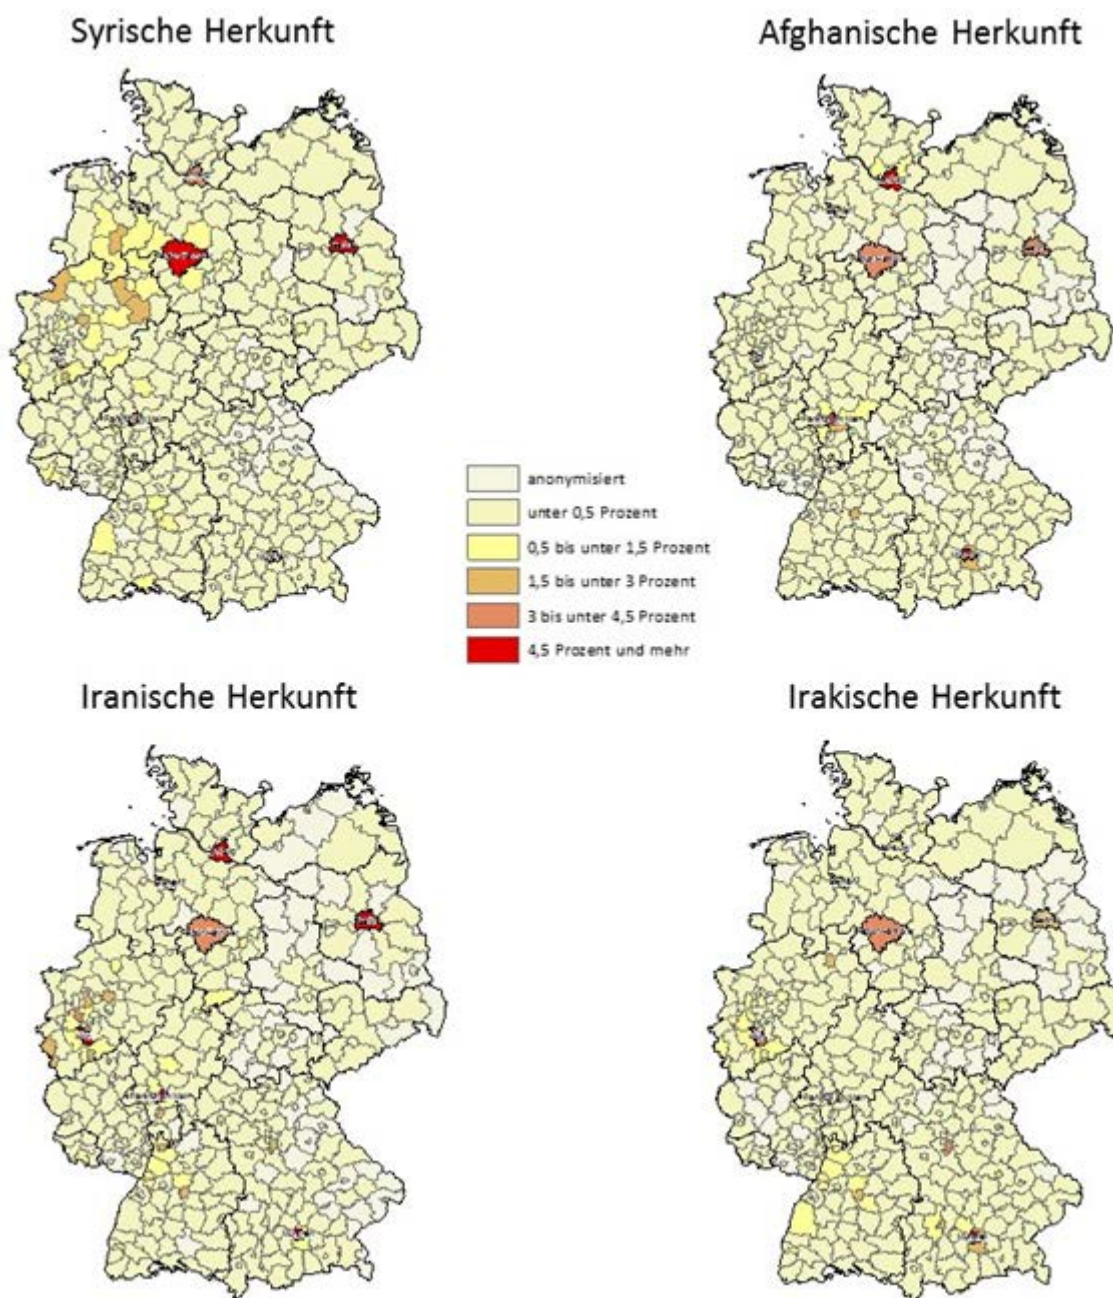 Syrische Herkunft
Afghanische Herkunft
anonymisiert
unter 0,5 Prozent
0,5 bis unter 1,5 Prozent
1,5 bis unter 3 Prozent
3 bis unter 4,5 Prozent
4,5 Prozent und mehr
Iranische Herkunft
Irakische Herkunft